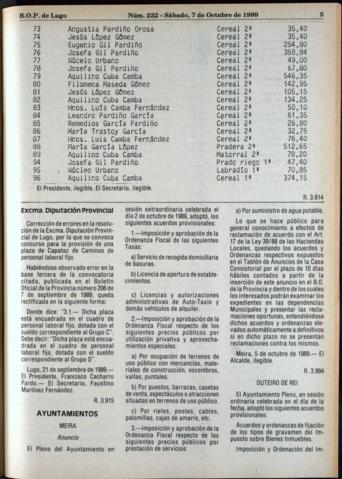 B.O.P. de Lugo Núm. 232 - Sábado, 7 de Octubre de 1989 5
73 Angustia Pardiño Orosa Cereal 2ª 35,40
74 Jesús López Gómez Cereal 2ª 35,40
75 Eugenio Gil Pardiño Cereal 2ª 254,80
76 Josefa Gil Pardiño Cereal 2ª 358,84
77 Núcelo Urbano Cereal 2ª 49,00
78 Josefa Gil Pardiño Cereal 2ª 67,80
79 Aquilino Cuba Camba Cereal 2ª 546,35
80 Filomena Maseda Gómez Cereal 2ª 142,95
81 Jesús López Gómez Cereal 2ª 105,15
82 Aquilino Cuba Camba Cereal 2ª 134,25
83 Hnos. Luis Camba Fernández Cereal 2ª 50,10
84 Leandro Pardiño García Cereal 2ª 61,35
85 Remedios García Pardiño Cereal 2ª 26,80
86 María Trastoy García Cereal 2ª 32,75
87 Hnos. Luis Camba Fernández Cereal 2ª 76,40
88 María García López Pradera 2ª 512,65
89 Aquilino Cuba Camba Matorral 2ª 78,20
94 Josefa Gil Pardiño Prado riego 1ª 47,40
95 Núcleo Urbano Labradío 1ª 70,85
96 Aquilino Cuba Camba Cereal 1ª 374,15
El Presidente, ilegible. El Secretario, ilegible.
R. 3.914
Excma. Diputación Provincial
Corrección de errores en la resolu-
ción de la Excma. Diputación Provin-
cial de Lugo, por la que se convoca
concurso para la provisión de una
plaza de Capataz de Caminos de
personal laboral fijo.
Habiéndose observado error en la
base tercera de la convocatoria
citada, publicada en el Boletín
Oficial de la Provincia número 206 de
7 de septiembre de 1989, queda
rectificada en la siguiente forma:
Donde dice: "3.1.— Dicha plaza
está encuadrada en el cuadro de
personal laboral fijo, dotada con el
sueldo correspondiente al Grupo C".
Debe decir: "Dicha plaza está encua-
drada en el cuadro de personal
laboral fijo, dotada con el sueldo
correspondiente al Grupo D".
Lugo, 21 de septiembre de 1989.—
El Presidente, Francisco Cacharro
Pardo.— El Secretario, Faustino
Martínez Fernández.
R. 3.915
AYUNTAMIENTOS
MEIRA
Anuncio
El Pleno del Ayuntamiento en
sesión extraordinaria celebrada el
día 2 de octubre de 1989, adoptó, los
siguientes acuerdos provisionales:
1.—Imposición y aprobación de la
Ordenanza Fiscal de las siguientes
Tasas:
a) Servicio de recogida domiciliaria
de basuras.
b) Licencia de apertura de estable-
cimientos.
c) Licencias y autorizaciones
administrativas de Auto-Taxis y
demás vehículos de alquiler.
2.—Imposición y aprobación de la
Ordenanza Fiscal respecto de los
siguientes precios públicos por
utilización privativa y aprovecha-
mientos especiales:
a) Por ocupación de terrenos de
uso público con mercancías, mate-
riales de construcción, escombros,
vallas, puntales.
b) Por puestos, barracas, casetas
de venta, espectáculos o atracciones
situadas en terrenos de uso público.
c) Por rieles, postes, cables,
palomillas, cajas de amarre, etc.
3.—Imposición y aprobación de la
Ordenanza Fiscal respecto de los
siguientes precios públicos por
prestación de servicios:
a) Por suministro de agua potable.
Lo que se hace público para
general conocimiento a efectos de
reclamación de acuerdo con el Art.
17 de la Ley 39/88 de las Haciendas
Locales, quedando los acuerdos y
Ordenanzas respectivos expuestos
en el Tablón de Anuncios de la Casa
Consistorial por el plazo de 10 días
hábiles contados a partir de la
inserción de este anuncio en el B.O.
de la Provincia y dentro de los cuales
los interesados podrán examinar los
expedientes en las dependencias
Municipales y presentar las recla-
maciones oportunas, entendiéndose
dichos acuerdos y ordenanzas ele-
vados automáticamente a definitivos
si en dicho plazo no se presentan
reclamaciones contra los mismos.
Meira, 5 de octubre de 1989.— El
Alcalde, ilegible.
R. 3.994
OUTEIRO DE REI
El Ayuntamiento Pleno, en sesión
ordinaria celebrada en el día de la
fecha, adoptó los siguientes acuerdos
provisionales:
Acuerdos y ordenanzas de fijación
de los tipos de gravamen del Im-
puesto sobre Bienes Inmuebles.
Imposición y Ordenación del Im-